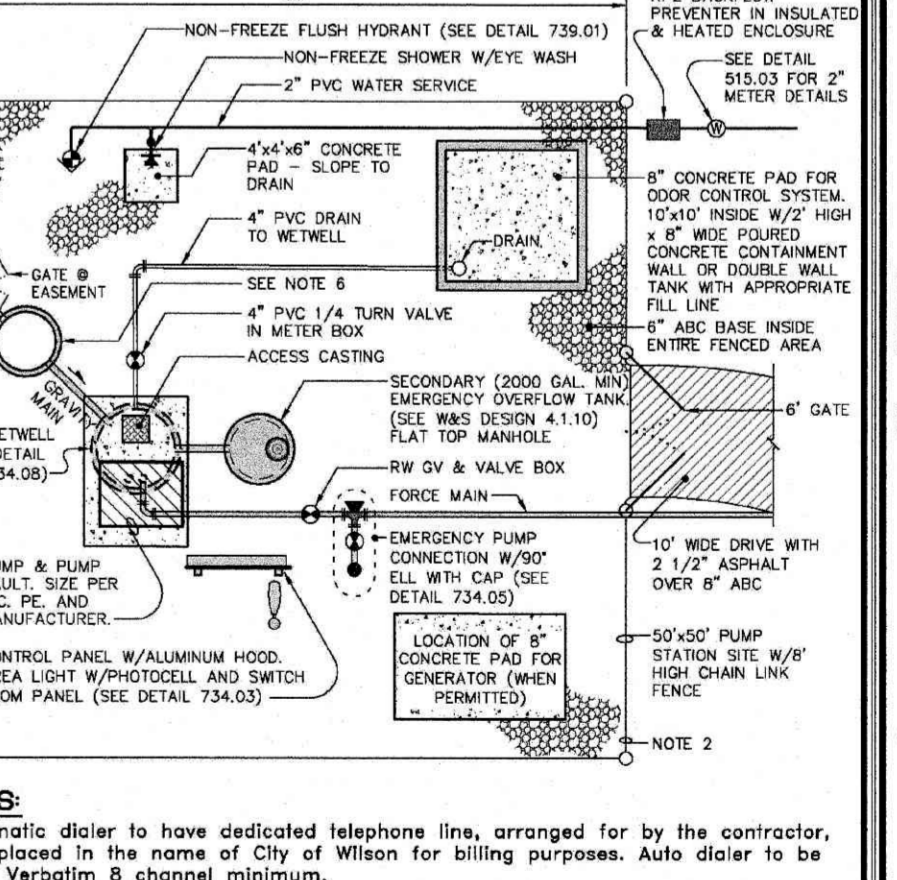 PREVENTER IN INSULATED
& HEATED ENCLOSURE
NON-FREEZE FLUSH HYDRANT (SEE DETAIL 739.01)
NON-FREEZE SHOWER W/EYE WASH
2" PVC WATER SERVICE
SEE DETAIL
515.03 FOR 2"
METER DETAILS
W
4'x4'x6" CONCRETE
PAD - SLOPE TO
DRAIN
8" CONCRETE PAD FOR
ODOR CONTROL SYSTEM.
10'x10' INSIDE W/2' HIGH
x 8" WIDE POURED
CONCRETE CONTAINMENT
WALL OR DOUBLE WALL
TANK WITH APPROPRIATE
FILL LINE
4" PVC DRAIN
TO WETWELL
DRAIN
GATE @
EASEMENT
SEE NOTE 6
4" PVC 1/4 TURN VALVE
IN METER BOX
6" ABC BASE INSIDE
ENTIRE FENCED AREA
ACCESS CASTING
GRAVITY
MAIN
SECONDARY (2000 GAL. MIN)
EMERGENCY OVERFLOW TANK.
(SEE W&S DESIGN 4.1.10)
FLAT TOP MANHOLE
6' GATE
ETWELL
DETAIL
34.08)
RW GV & VALVE BOX
FORCE MAIN
EMERGENCY PUMP
CONNECTION W/90°
ELL WITH CAP (SEE
DETAIL 734.05)
10' WIDE DRIVE WITH
2 1/2" ASPHALT
OVER 8" ABC
UMP & PUMP
AULT. SIZE PER
C. PE. AND
ANUFACTURER.
LOCATION OF 8"
CONCRETE PAD FOR
GENERATOR (WHEN
PERMITTED)
50'x50' PUMP
STATION SITE W/8'
HIGH CHAIN LINK
FENCE
ONTROL PANEL W/ALUMINUM HOOD.
REA LIGHT W/PHOTOCELL AND SWITCH
OM PANEL (SEE DETAIL 734.03)
NOTE 2
S:
matic dialer to have dedicated telephone line, arranged for by the contractor,
placed in the name of City of Wilson for billing purposes. Auto dialer to be
Verbatim 8 channel minimum.